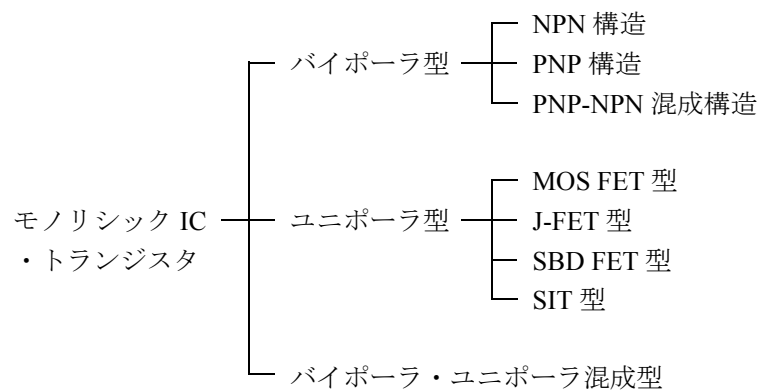 NPN 構造
バイポーラ型
PNP 構造
PNP-NPN 混成構造
MOS FET 型
モノリシック IC
・トランジスタ
ユニポーラ型
J-FET 型
SBD FET 型
SIT 型
バイポーラ・ユニポーラ混成型